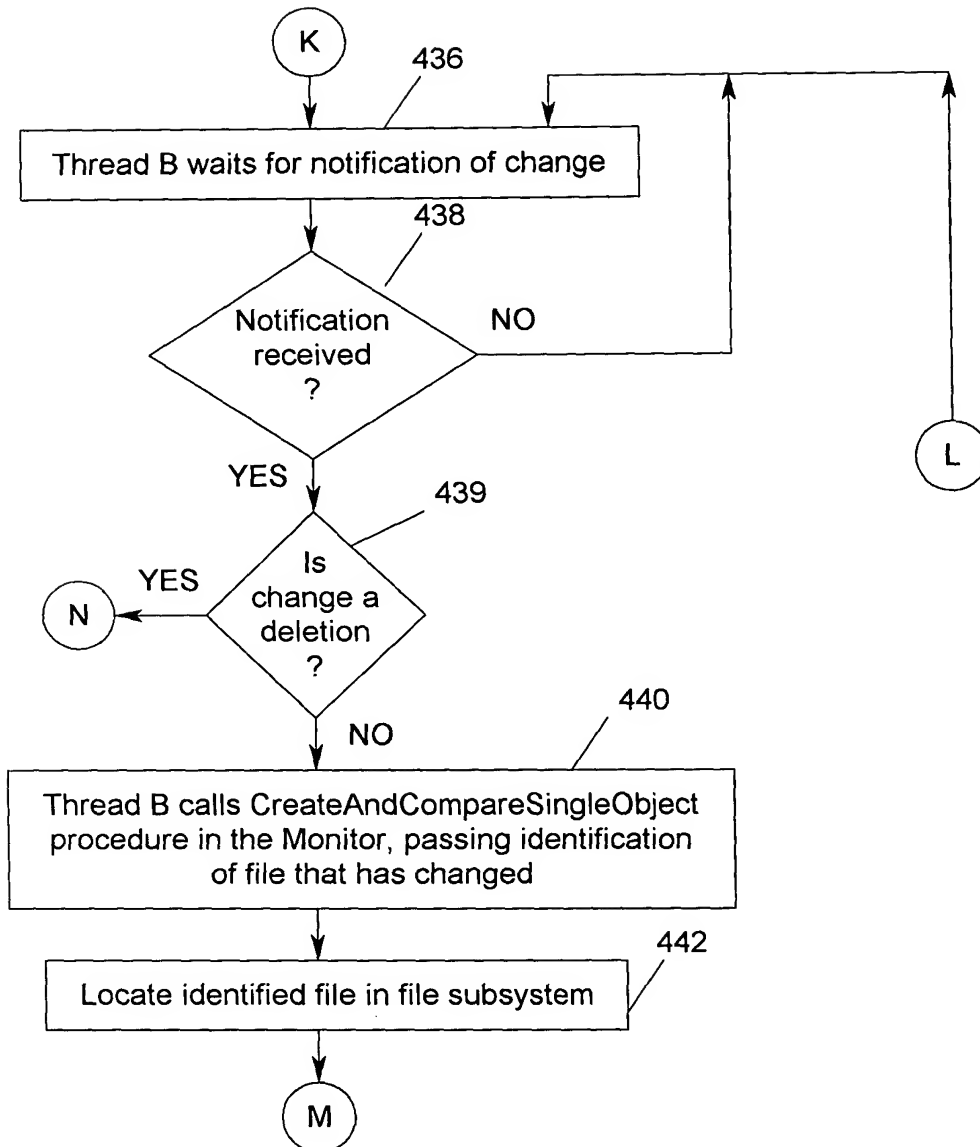 K
436
Thread B waits for notification of change
438
Notification
received
?
NO
YES
L
439
Is
change a
deletion
?
YES
N
NO
440
Thread B calls CreateAndCompareSingleObject
procedure in the Monitor, passing identification
of file that has changed
442
Locate identified file in file subsystem
M